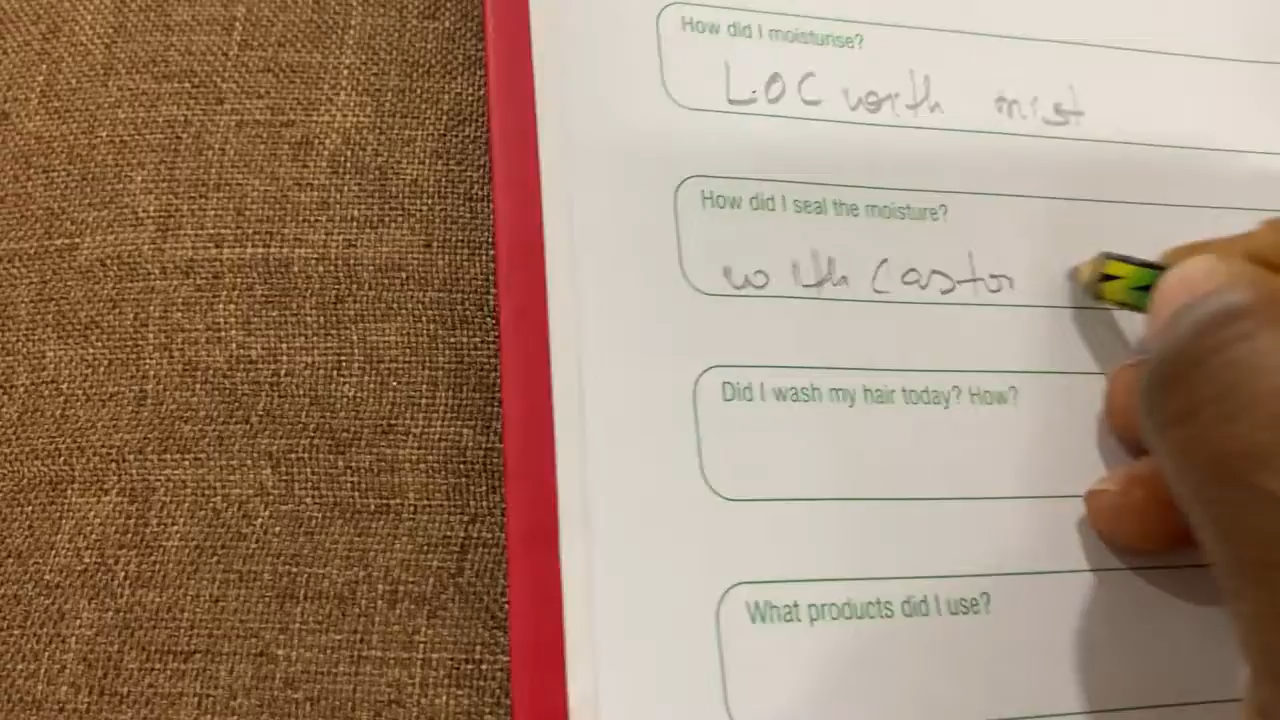 How did I moisturise?
LOC with mist
How did I seal the moisture?
with castor
Did I wash my hair today? How?
What products did I use?